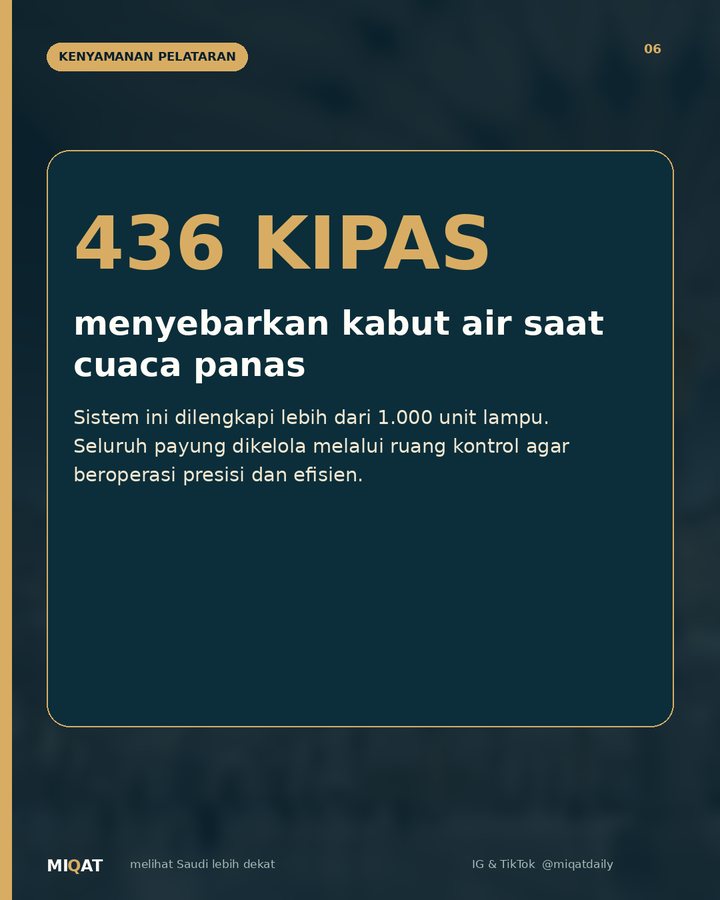 KENYAMANAN PELATARAN
06
436 KIPAS
menyebarkan kabut air saat
cuaca panas
Sistem ini dilengkapi lebih dari 1.000 unit lampu.
Seluruh payung dikelola melalui ruang kontrol agar
beroperasi presisi dan efisien.
MIQAT
melihat Saudi lebih dekat
IG & TikTok @miqatdaily